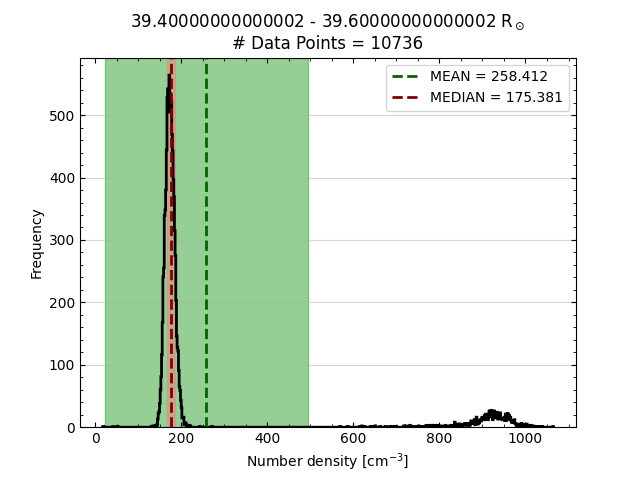 39.40000000000002 - 39.60000000000002 R⊙
# Data Points = 10736
MEAN = 258.412
MEDIAN = 175.381
500
400
300
200
100
0
Frequency
0 200 400 600 800 1000
Number density [cm⁻³]